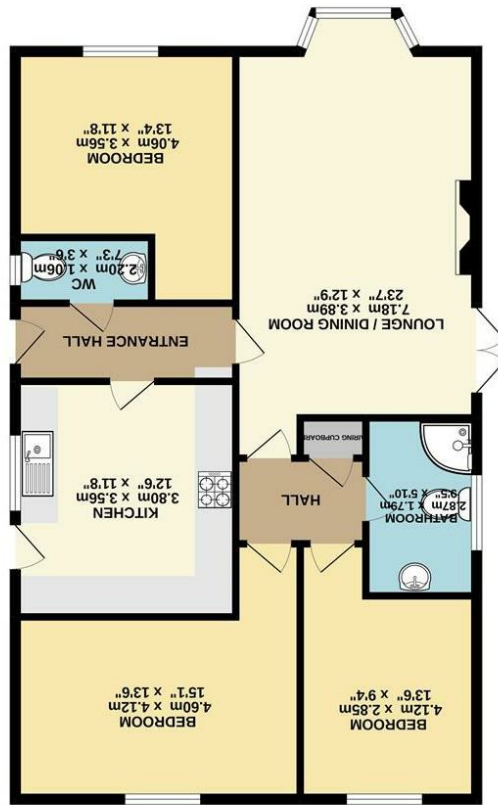 BEDROOM
4.12m x 2.85m
13'6" x 9'4"
BEDROOM
4.60m x 4.12m
15'1" x 13'6"
BATHROOM
2.87m x 1.79m
9'5" x 5'10"
HALL
KITCHEN
3.80m x 3.56m
12'6" x 11'8"
CUPBOARD
LOUNGE / DINING ROOM
7.18m x 3.89m
23'7" x 12'9"
ENTRANCE HALL
WC
2.20m x 1.06m
7'3" x 3'6"
BEDROOM
4.06m x 3.56m
13'4" x 11'8"